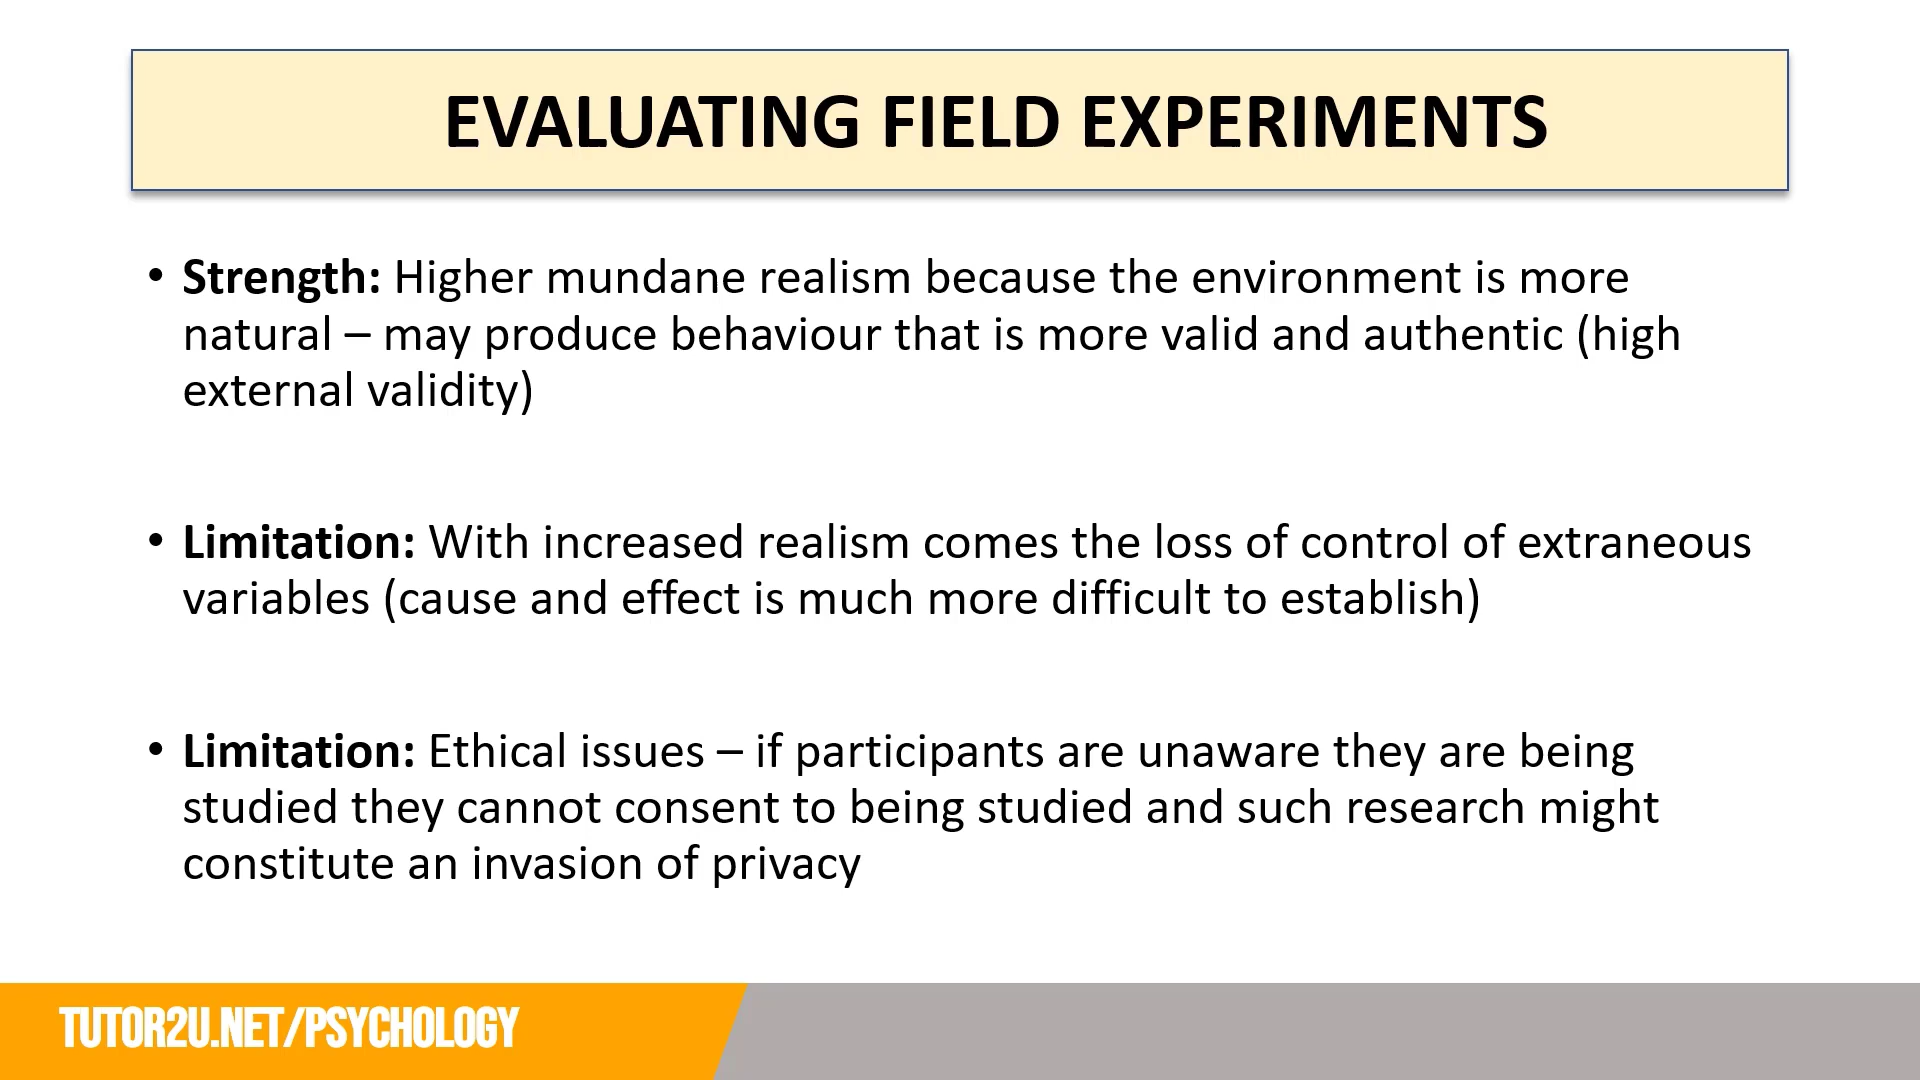 EVALUATING FIELD EXPERIMENTS
• Strength: Higher mundane realism because the environment is more
natural – may produce behaviour that is more valid and authentic (high
external validity)
• Limitation: With increased realism comes the loss of control of extraneous
variables (cause and effect is much more difficult to establish)
• Limitation: Ethical issues – if participants are unaware they are being
studied they cannot consent to being studied and such research might
constitute an invasion of privacy
TUTOR2U.NET/PSYCHOLOGY